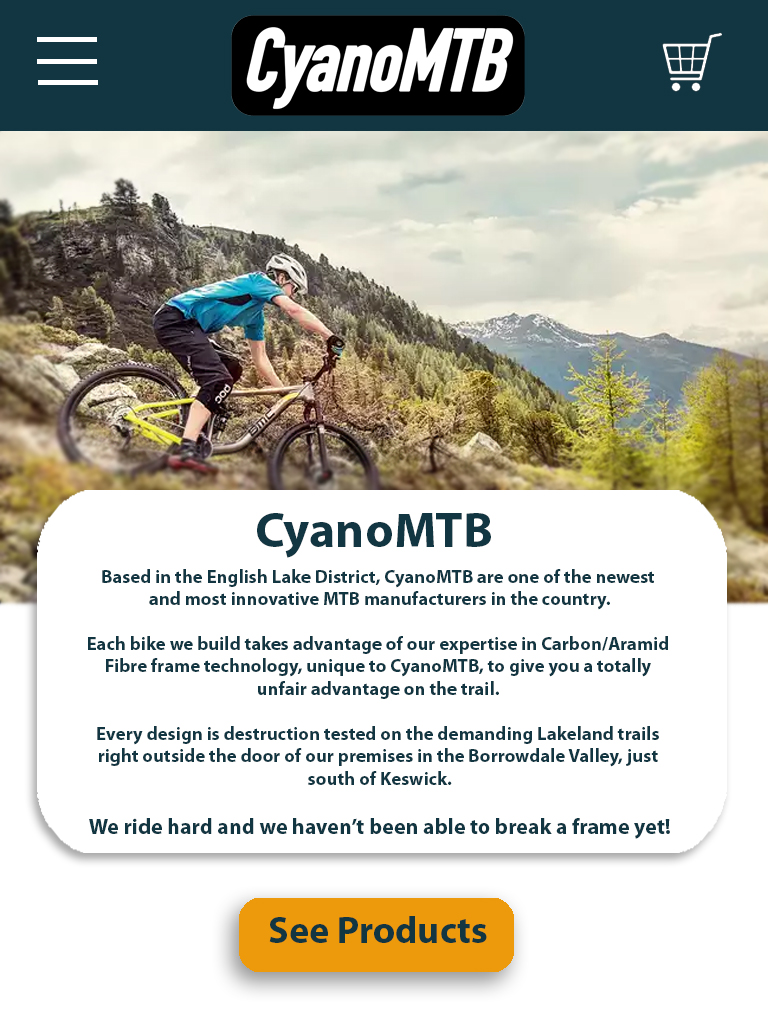 CyanoMTB
poc
BMC
CyanoMTB
Based in the English Lake District, CyanoMTB are one of the newest
and most innovative MTB manufacturers in the country.
Each bike we build takes advantage of our expertise in Carbon/Aramid
Fibre frame technology, unique to CyanoMTB, to give you a totally
unfair advantage on the trail.
Every design is destruction tested on the demanding Lakeland trails
right outside the door of our premises in the Borrowdale Valley, just
south of Keswick.
We ride hard and we haven’t been able to break a frame yet!
See Products